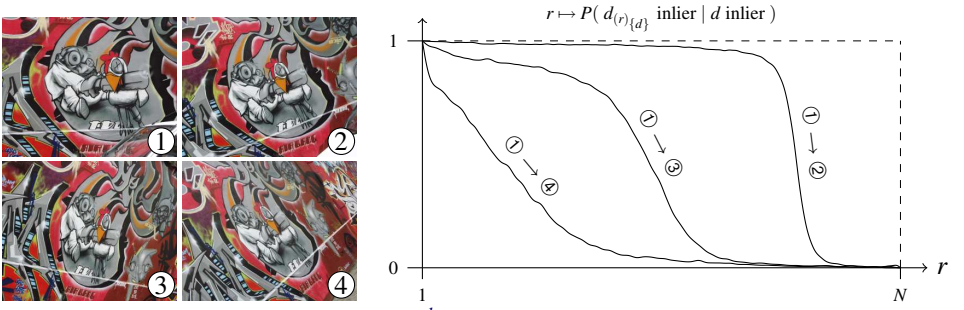 ① ②
③ ④
r ↦ P( d_{(r)_{\{d\}}} inlier | d inlier )
1
① → ②
① → ③
① → ④
0
r
1 N